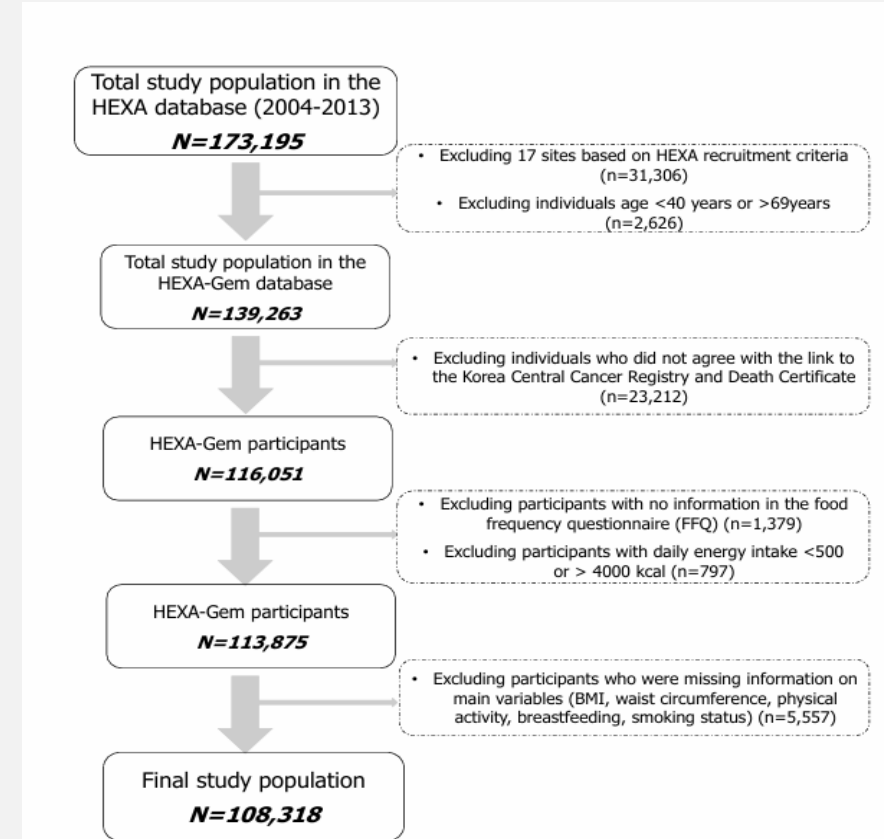 Total study population in the
HEXA database (2004-2013)
N=173,195
• Excluding 17 sites based on HEXA recruitment criteria
(n=31,306)
• Excluding individuals age <40 years or >69years
(n=2,626)
Total study population in the
HEXA-Gem database
N=139,263
• Excluding individuals who did not agree with the link to
the Korea Central Cancer Registry and Death Certificate
(n=23,212)
HEXA-Gem participants
N=116,051
• Excluding participants with no information in the food
frequency questionnaire (FFQ) (n=1,379)
• Excluding participants with daily energy intake <500
or > 4000 kcal (n=797)
HEXA-Gem participants
N=113,875
• Excluding participants who were missing information on
main variables (BMI, waist circumference, physical
activity, breastfeeding, smoking status) (n=5,557)
Final study population
N=108,318